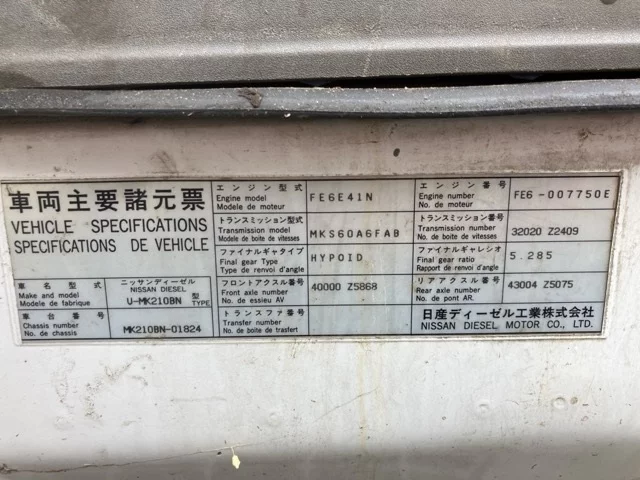 車両主要諸元票
VEHICLE SPECIFICATIONS
SPECIFICATIONS DE VEHICLE
車名型式
Make and model
Modele de fabrique
ニッサンディーゼル
NISSAN DIESEL
U-MK210BN 型 TYPE
車台番号
Chassis number
No. de chassis
MK210BN-01824
エンジン型式
Engine model
Modele de moteur
FE6E41N
トランスミッション型式
Transmission model
Modele de boite de vitesses
MKS60A6FAB
ファイナルギヤタイプ
Final gear Type
Type de renvoi d'angle
HYPOID
フロントアクスル番号
Front axle number
No. de essieu AV
40000 Z5868
トランスファ番号
Transfer number
No. de boite de trasfert
エンジン番号
Engine number
No. de moteur
FE6-007750E
トランスミッション番号
Transmission number
No. de boite de vitesses
32020 Z2409
ファイナルギヤレシオ
Final gear ratio
Rapport de renvoi d'angle
5.285
リアアクスル番号
Rear axle number
No. de pont AR.
43004 Z5075
日産ディーゼル工業株式会社
NISSAN DIESEL MOTOR CO., LTD.